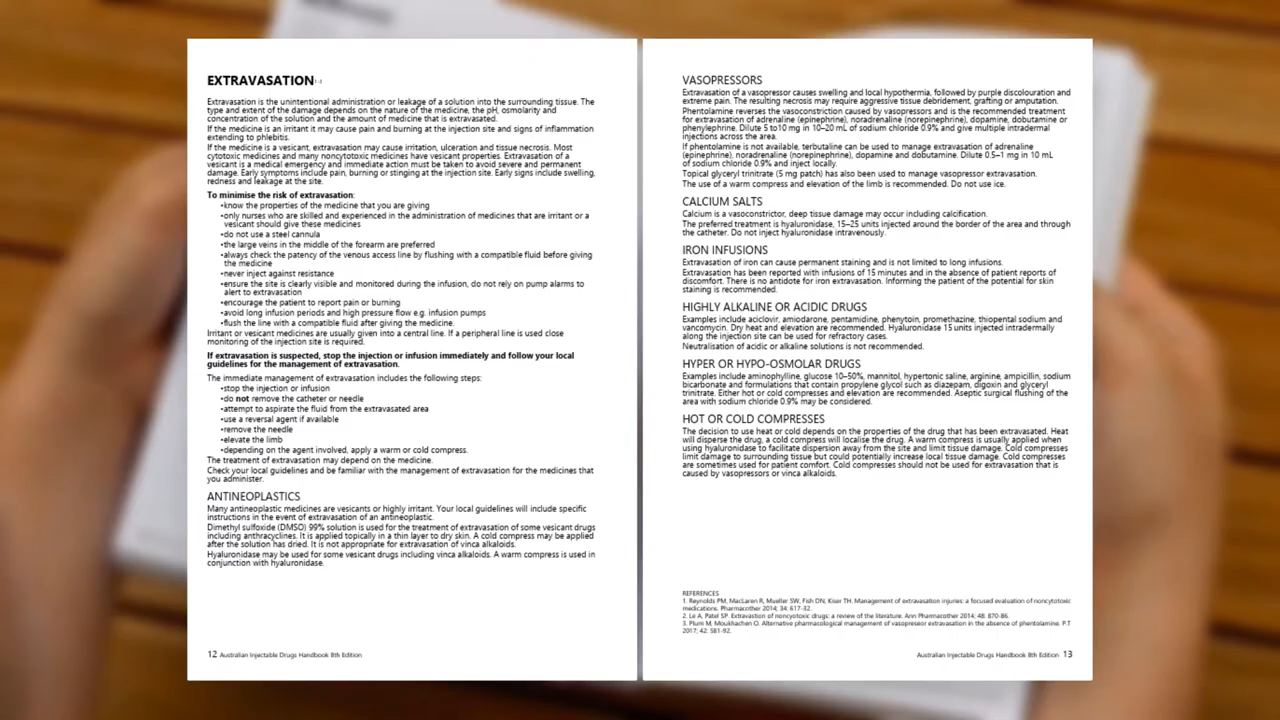 EXTRAVASATION
Extravasation is the unintentional administration or leakage of a solution into the surrounding tissue. The
type and extent of the damage depends on the nature of the medicine, the pH, osmolarity and
concentration of the solution and the amount of medicine that is extravasated.
If the medicine is an irritant it may cause pain and burning at the injection site and signs of inflammation
extending to phlebitis.
If the medicine is a vesicant, extravasation may cause irritation, ulceration and tissue necrosis. Most
cytotoxic medicines and many noncytotoxic medicines have vesicant properties. Extravasation of a
vesicant is a medical emergency and immediate action must be taken to avoid severe and permanent
damage. Early symptoms include pain, burning or stinging at the injection site. Early signs include swelling,
redness and leakage at the site.
To minimise the risk of extravasation:
•know the properties of the medicine that you are giving
•only nurses who are skilled and experienced in the administration of medicines that are irritant or a
vesicant should give these medicines
•do not use a steel cannula
•the large veins in the middle of the forearm are preferred
•always check the patency of the venous access line by flushing with a compatible fluid before giving
the medicine
•never inject against resistance
•ensure the site is clearly visible and monitored during the infusion, do not rely on pump alarms to
alert to extravasation
•encourage the patient to report pain or burning
•avoid long infusion periods and high pressure flow e.g. infusion pumps
•flush the line with a compatible fluid after giving the medicine.
Irritant or vesicant medicines are usually given into a central line. If a peripheral line is used close
monitoring of the injection site is required.
If extravasation is suspected, stop the injection or infusion immediately and follow your local
guidelines for the management of extravasation.
The immediate management of extravasation includes the following steps:
•stop the injection or infusion
•do not remove the catheter or needle
•attempt to aspirate the fluid from the extravasated area
•use a reversal agent if available
•remove the needle
•elevate the limb
•depending on the agent involved, apply a warm or cold compress.
The treatment of extravasation may depend on the medicine.
Check your local guidelines and be familiar with the management of extravasation for the medicines that
you administer.
ANTINEOPLASTICS
Many antineoplastic medicines are vesicants or highly irritant. Your local guidelines will include specific
instructions in the event of extravasation of an antineoplastic.
Dimethyl sulfoxide (DMSO) 99% solution is used for the treatment of extravasation of some vesicant drugs
including anthracyclines. It is applied topically in a thin layer to dry skin. A cold compress may be applied
after the solution has dried. It is not appropriate for extravasation of vinca alkaloids.
Hyaluronidase may be used for some vesicant drugs including vinca alkaloids. A warm compress is used in
conjunction with hyaluronidase.
12 Australian Injectable Drugs Handbook 8th Edition
VASOPRESSORS
Extravasation of a vasopressor causes swelling and local hypothermia, followed by purple discolouration and
extreme pain. The resulting necrosis may require aggressive tissue debridement, grafting or amputation.
Phentolamine reverses the vasoconstriction caused by vasopressors and is the recommended treatment
for extravasation of adrenaline (epinephrine), noradrenaline (norepinephrine), dopamine, dobutamine or
phenylephrine. Dilute 5 to10 mg in 10–20 mL of sodium chloride 0.9% and give multiple intradermal
injections across the area.
If phentolamine is not available, terbutaline can be used to manage extravasation of adrenaline
(epinephrine), noradrenaline (norepinephrine), dopamine and dobutamine. Dilute 0.5–1 mg in 10 mL
of sodium chloride 0.9% and inject locally.
Topical glyceryl trinitrate (5 mg patch) has also been used to manage vasopressor extravasation.
The use of a warm compress and elevation of the limb is recommended. Do not use ice.
CALCIUM SALTS
Calcium is a vasoconstrictor, deep tissue damage may occur including calcification.
The preferred treatment is hyaluronidase, 15–25 units injected around the border of the area and through
the catheter. Do not inject hyaluronidase intravenously.
IRON INFUSIONS
Extravasation of iron can cause permanent staining and is not limited to long infusions.
Extravasation has been reported with infusions of 15 minutes and in the absence of patient reports of
discomfort. There is no antidote for iron extravasation. Informing the patient of the potential for skin
staining is recommended.
HIGHLY ALKALINE OR ACIDIC DRUGS
Examples include aciclovir, amiodarone, pentamidine, phenytoin, promethazine, thiopental sodium and
vancomycin. Dry heat and elevation are recommended. Hyaluronidase 15 units injected intradermally
along the injection site can be used for refractory cases.
Neutralisation of acidic or alkaline solutions is not recommended.
HYPER OR HYPO-OSMOLAR DRUGS
Examples include aminophylline, glucose 10–50%, mannitol, hypertonic saline, arginine, ampicillin, sodium
bicarbonate and formulations that contain propylene glycol such as diazepam, digoxin and glyceryl
trinitrate. Either hot or cold compresses and elevation are recommended. Aseptic surgical flushing of the
area with sodium chloride 0.9% may be considered.
HOT OR COLD COMPRESSES
The decision to use heat or cold depends on the properties of the drug that has been extravasated. Heat
will disperse the drug, a cold compress will localise the drug. A warm compress is usually applied when
using hyaluronidase to facilitate dispersion away from the site and limit tissue damage. Cold compresses
limit damage to surrounding tissue but could potentially increase local tissue damage. Cold compresses
are sometimes used for patient comfort. Cold compresses should not be used for extravasation that is
caused by vasopressors or vinca alkaloids.
REFERENCES
1. Reynolds PM, MacLaren R, Mueller SW, Fish DN, Kiser TH. Management of extravasation injuries: a focused evaluation of noncytotoxic
medications. Pharmacother 2014; 34: 617-32.
2. Le A, Patel SP. Extravastion of noncyotoxic drugs: a review of the literature. Ann Pharmacother 2014; 48: 870-86.
3. Plum M, Moukhachen O. Alternative pharmacological management of vasopressor extravasation in the absence of phentolamine. P.T
2017; 42: 581-92.
Australian Injectable Drugs Handbook 8th Edition 13